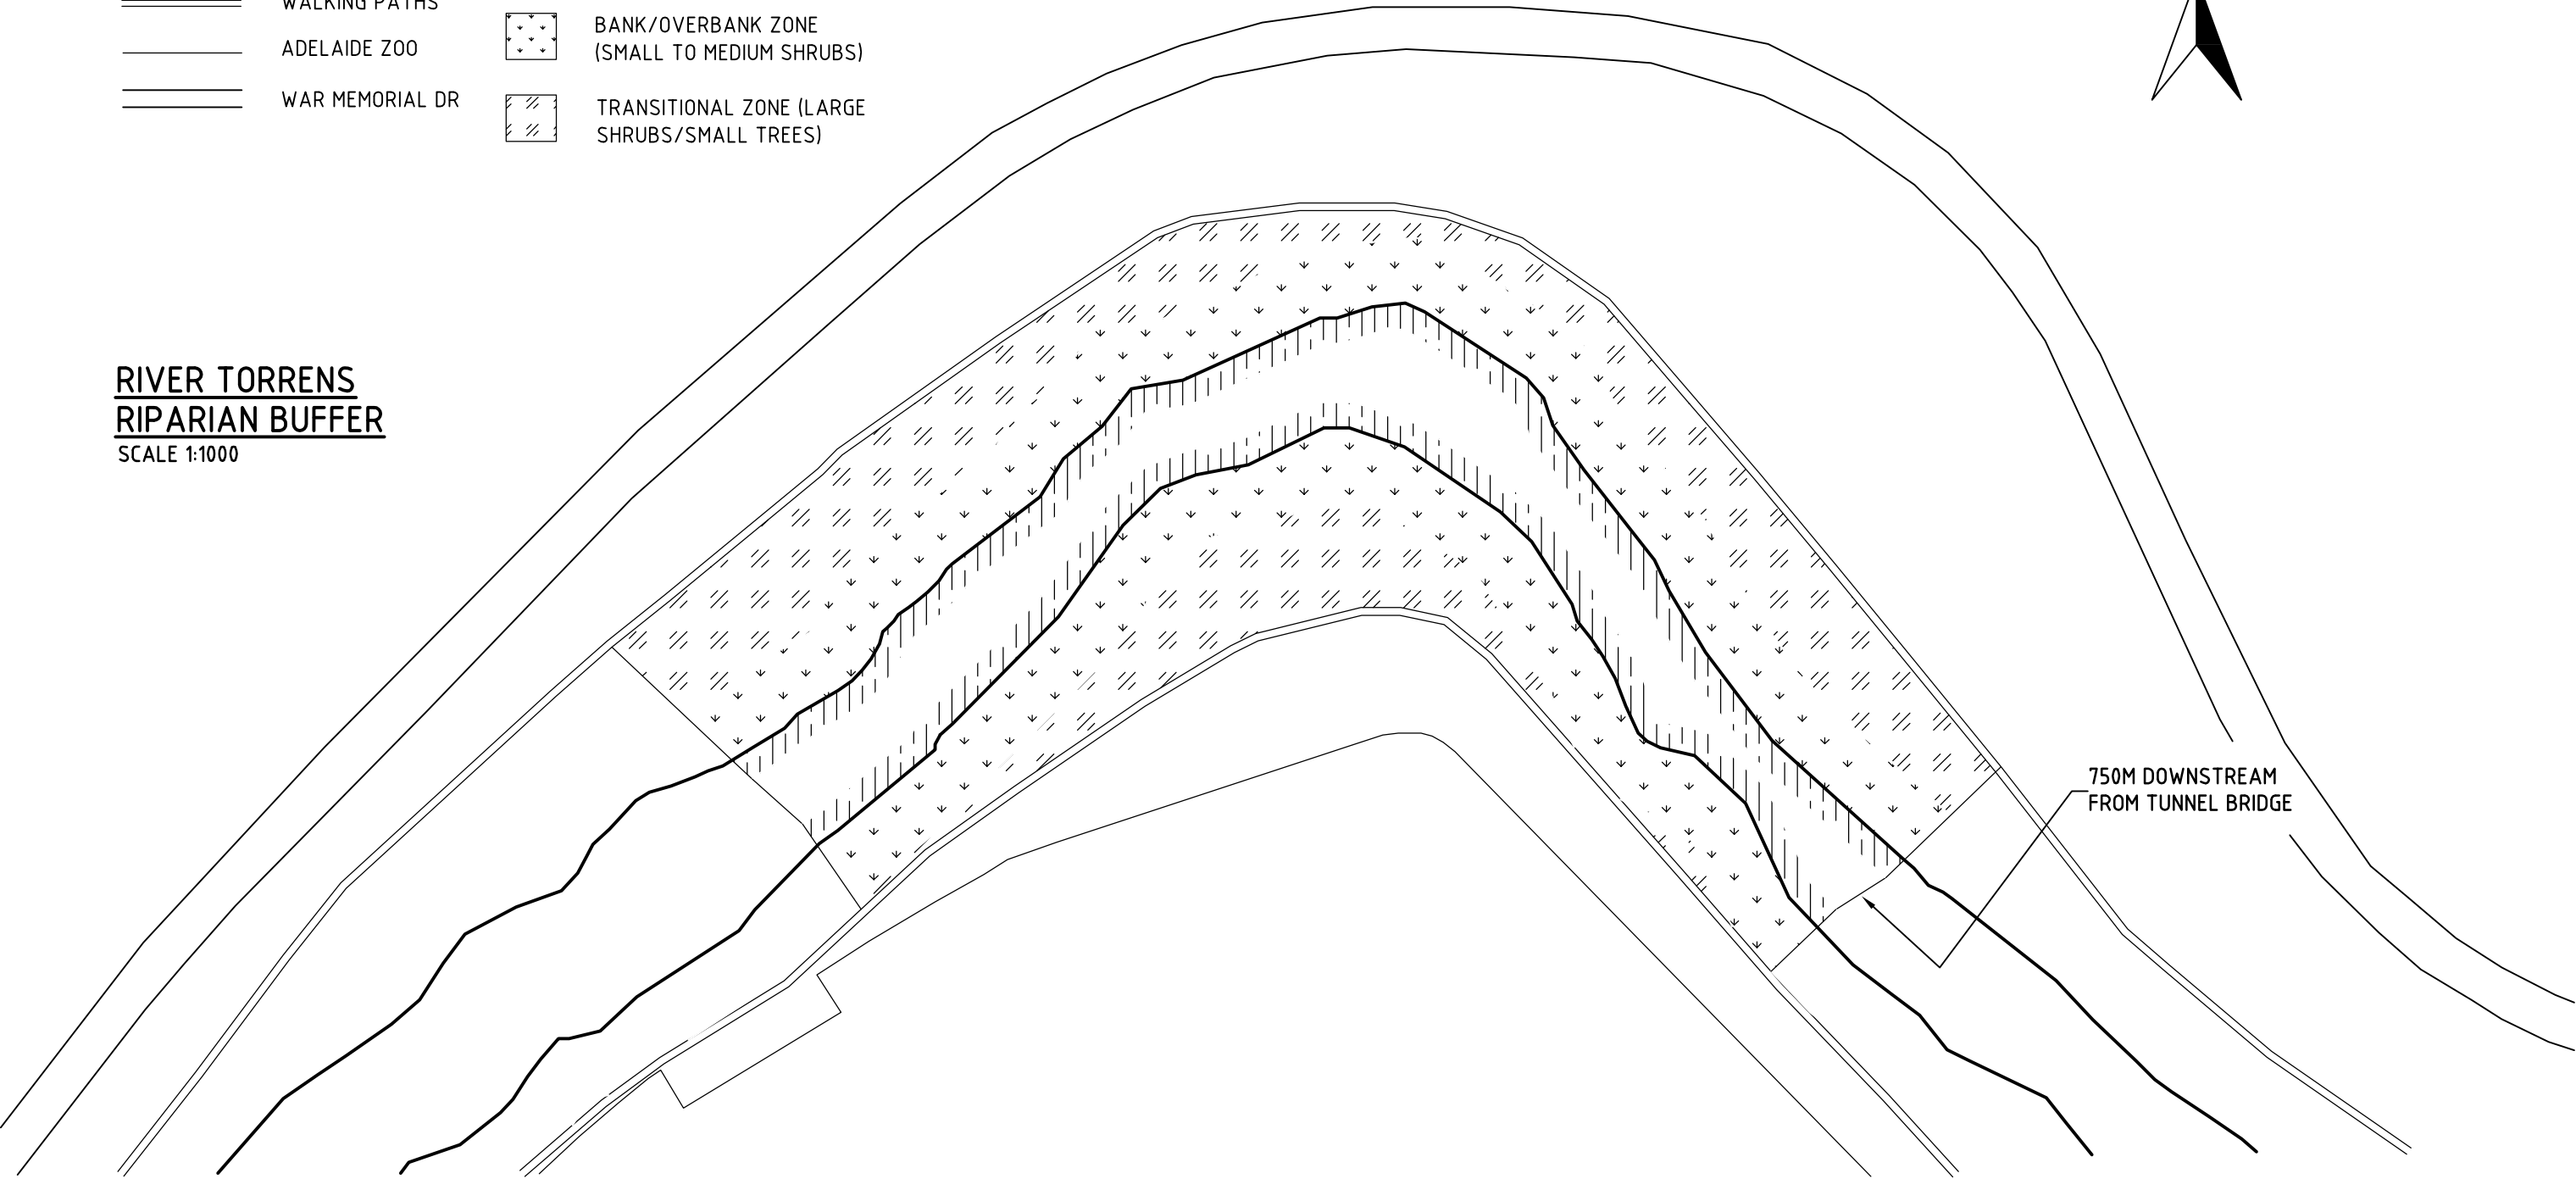 WALKING PATHS
ADELAIDE ZOO
WAR MEMORIAL DR
BANK/OVERBANK ZONE
(SMALL TO MEDIUM SHRUBS)
TRANSITIONAL ZONE (LARGE
SHRUBS/SMALL TREES)
RIVER TORRENS
RIPARIAN BUFFER
SCALE 1:1000
750M DOWNSTREAM
FROM TUNNEL BRIDGE